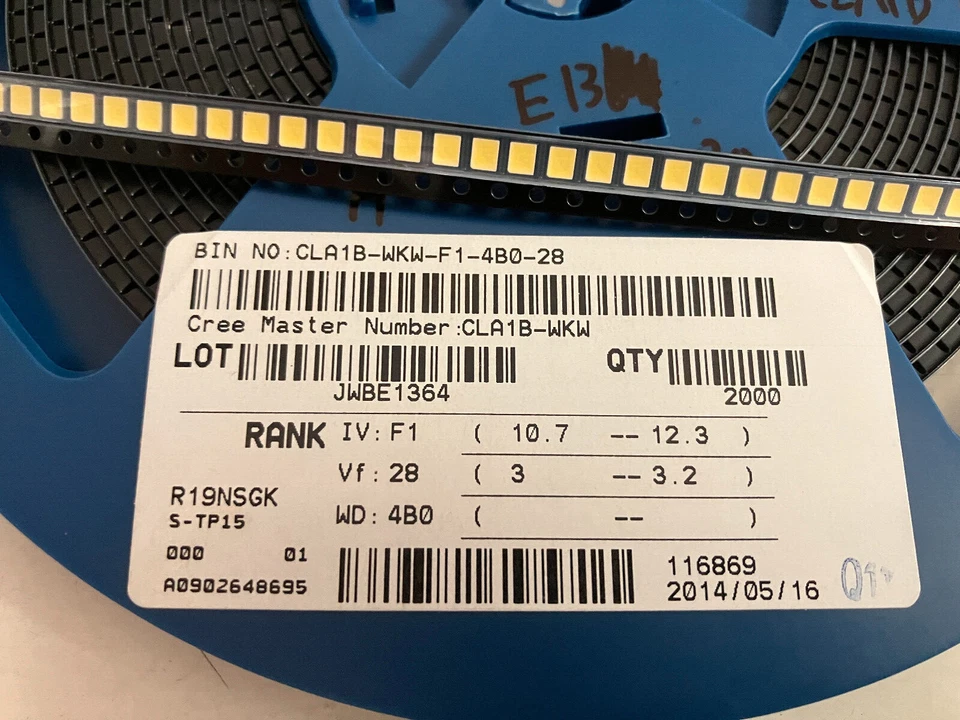 E13
BIN NO:CLA1B-WKW-F1-4B0-28
Cree Master Number:CLA1B-WKW
LOT
QTY
JWBE1364
2000
RANK IV: F1 ( 10.7 -- 12.3 )
Vf: 28 ( 3 -- 3.2 )
R19NSGK
S-TP15
WD: 4B0 ( -- )
000 01
A0902648695
116869
2014/05/16